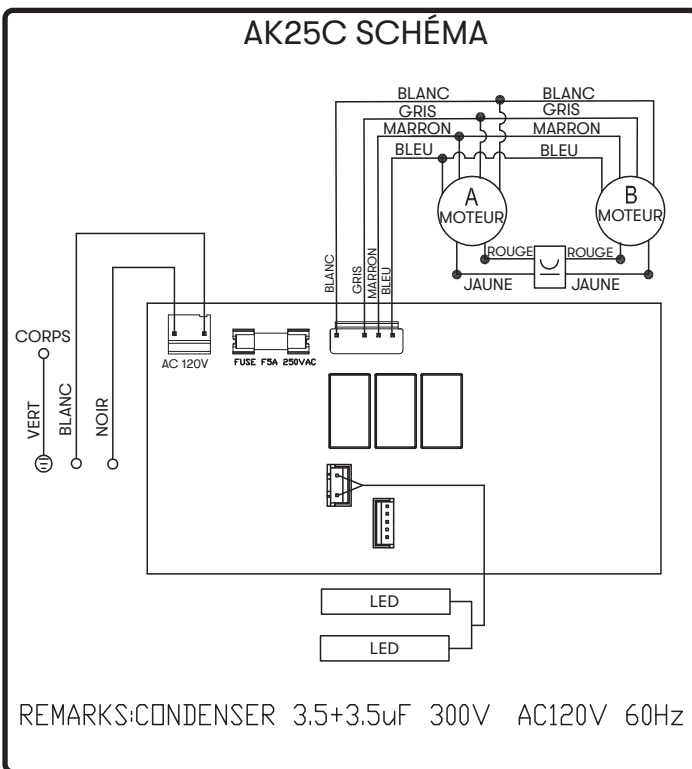 AK25C SCHÉMA
BLANC BLANC
GRIS GRIS
MARRON MARRON
BLEU BLEU
A
MOTEUR
B
MOTEUR
ROUGE ROUGE
JAUNE JAUNE
BLANC
GRIS
MARRON
BLEU
CORPS
VERT
BLANC
NOIR
AC 120V
FUSE F5A 250VAC
LED
LED
REMARKS:CONDENSER 3.5+3.5uF 300V AC120V 60Hz